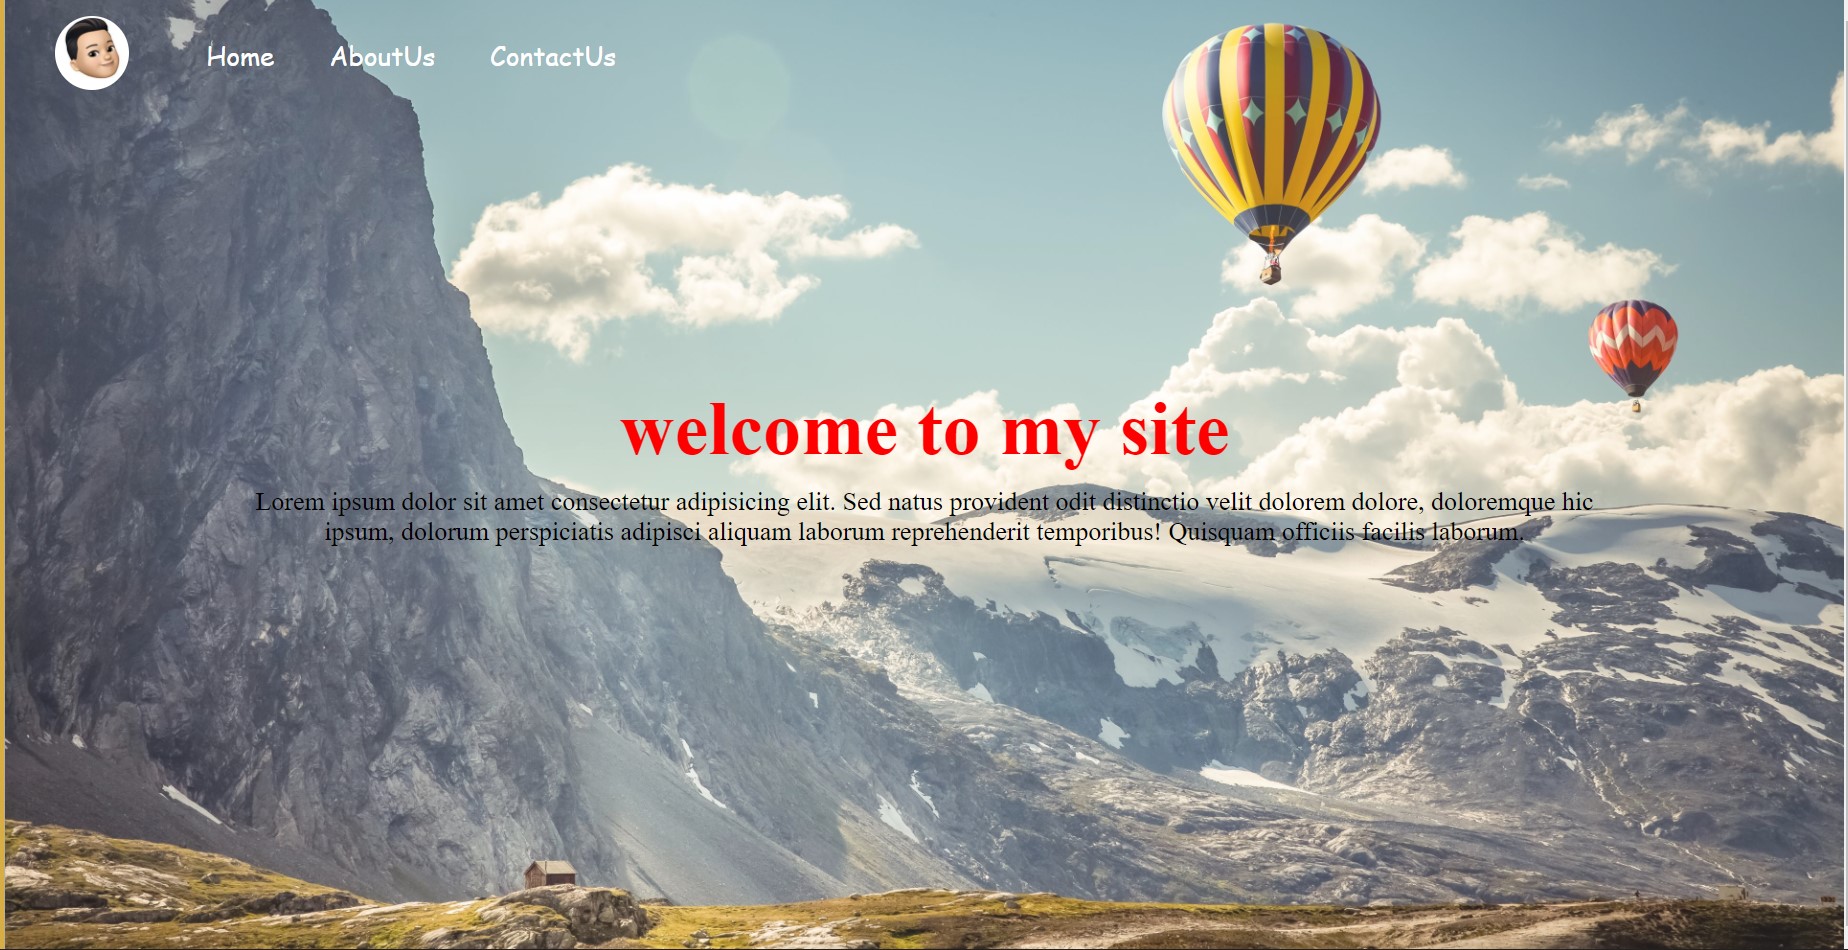 Home AboutUs ContactUs
welcome to my site
Lorem ipsum dolor sit amet consectetur adipisicing elit. Sed natus provident odit distinctio velit dolorem dolore, doloremque hic
ipsum, dolorum perspiciatis adipisci aliquam laborum reprehenderit temporibus! Quisquam officiis facilis laborum.